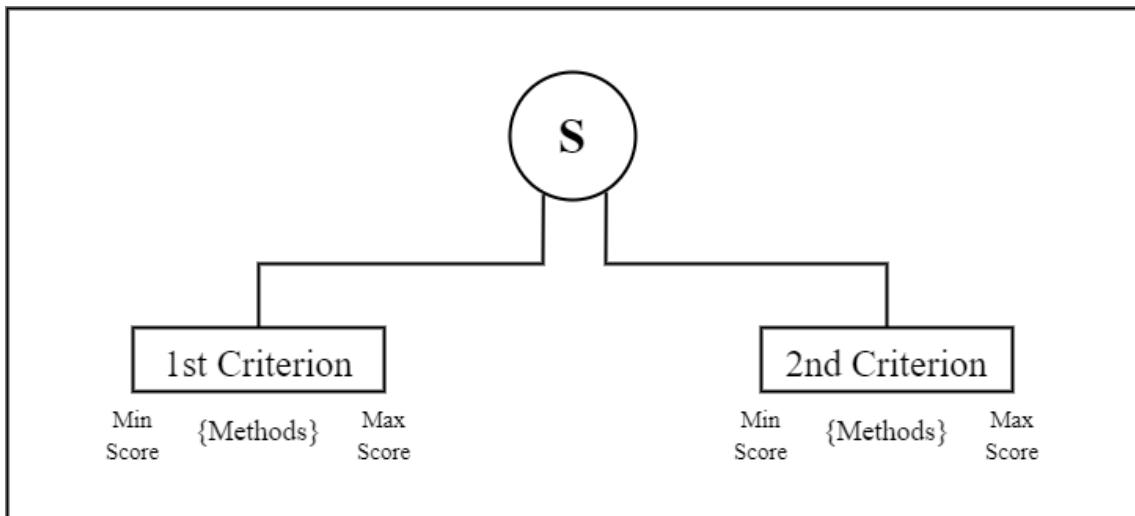 S
1st Criterion
2nd Criterion
Min
Score
{Methods}
Max
Score
Min
Score
{Methods}
Max
Score